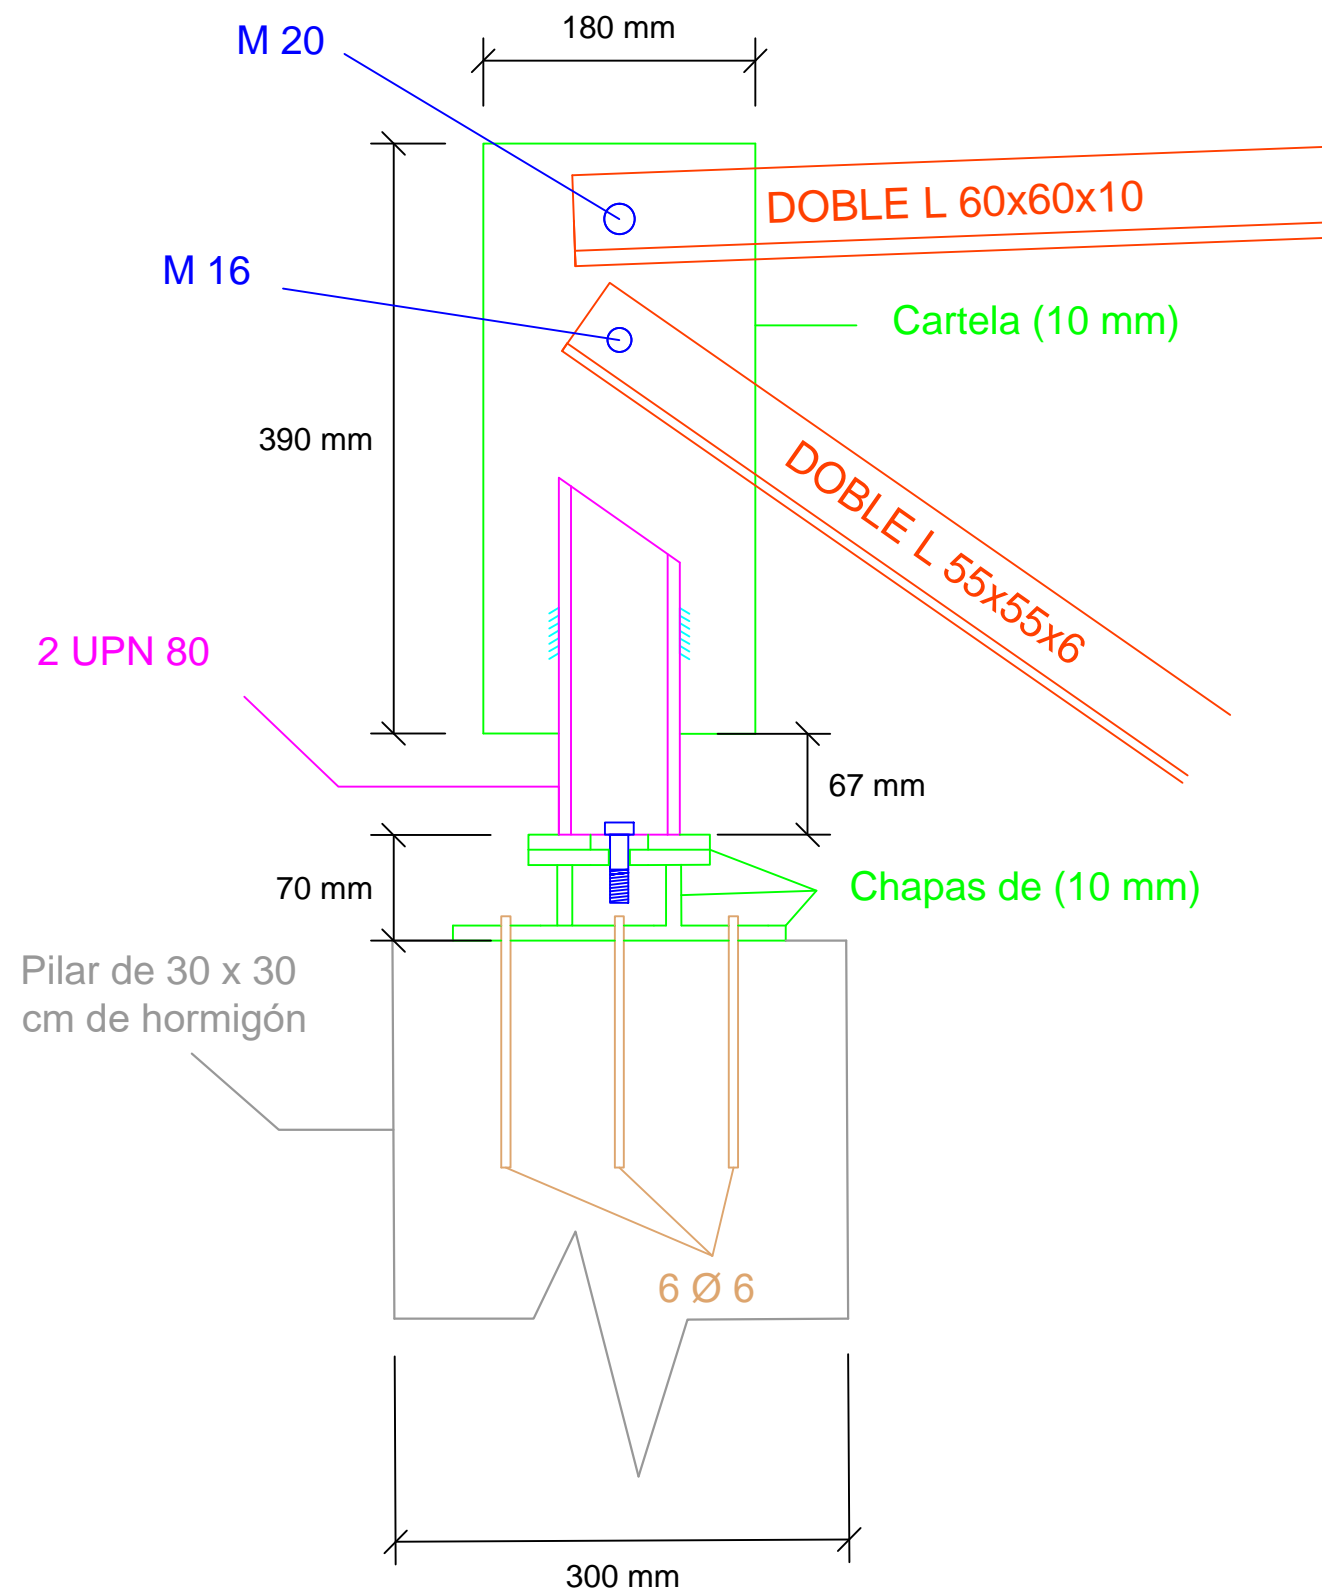 180 mm
M 20
DOBLE L 60x60x10
M 16
Cartela (10 mm)
390 mm
DOBLE L 55x55x6
2 UPN 80
67 mm
70 mm
Chapas de (10 mm)
Pilar de 30 x 30
cm de hormigón
6 Ø 6
300 mm